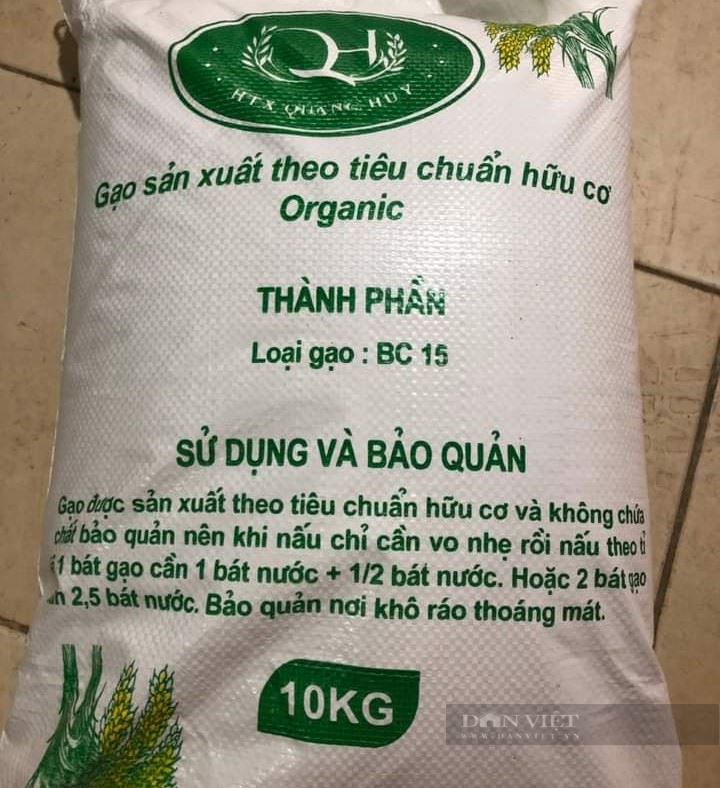 QH
HTX QUANG HUY
Gạo sản xuất theo tiêu chuẩn hữu cơ
Organic
THÀNH PHẦN
Loại gạo : BC 15
SỬ DỤNG VÀ BẢO QUẢN
Gạo được sản xuất theo tiêu chuẩn hữu cơ và không chứa
chất bảo quản nên khi nấu chỉ cần vo nhẹ rồi nấu theo tỉ
1 bát gạo cần 1 bát nước + 1/2 bát nước. Hoặc 2 bát gạo
2,5 bát nước. Bảo quản nơi khô ráo thoáng mát.
10KG
DÂN VIỆT
WWW.DANVIET.VN